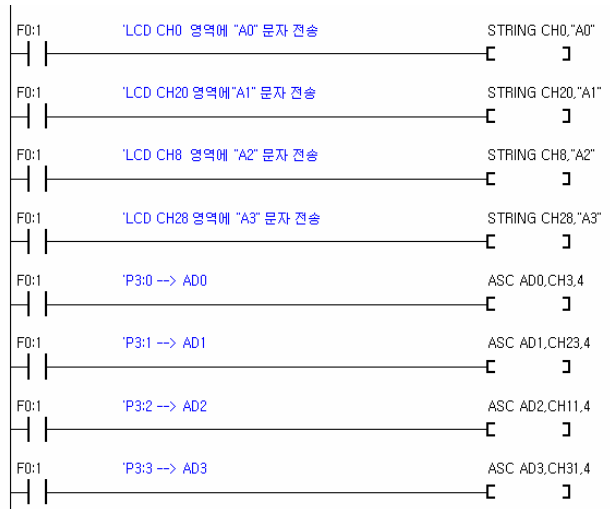 F0:1 'LCD CH0 영역에 "A0" 문자 전송 STRING CH0,"A0"
F0:1 'LCD CH20 영역에"A1" 문자 전송 STRING CH20,"A1"
F0:1 'LCD CH8 영역에 "A2" 문자 전송 STRING CH8,"A2"
F0:1 'LCD CH28 영역에 "A3" 문자 전송 STRING CH28,"A3"
F0:1 'P3:0 --> AD0 ASC AD0,CH3,4
F0:1 'P3:1 --> AD1 ASC AD1,CH23,4
F0:1 'P3:2 --> AD2 ASC AD2,CH11,4
F0:1 'P3:3 --> AD3 ASC AD3,CH31,4